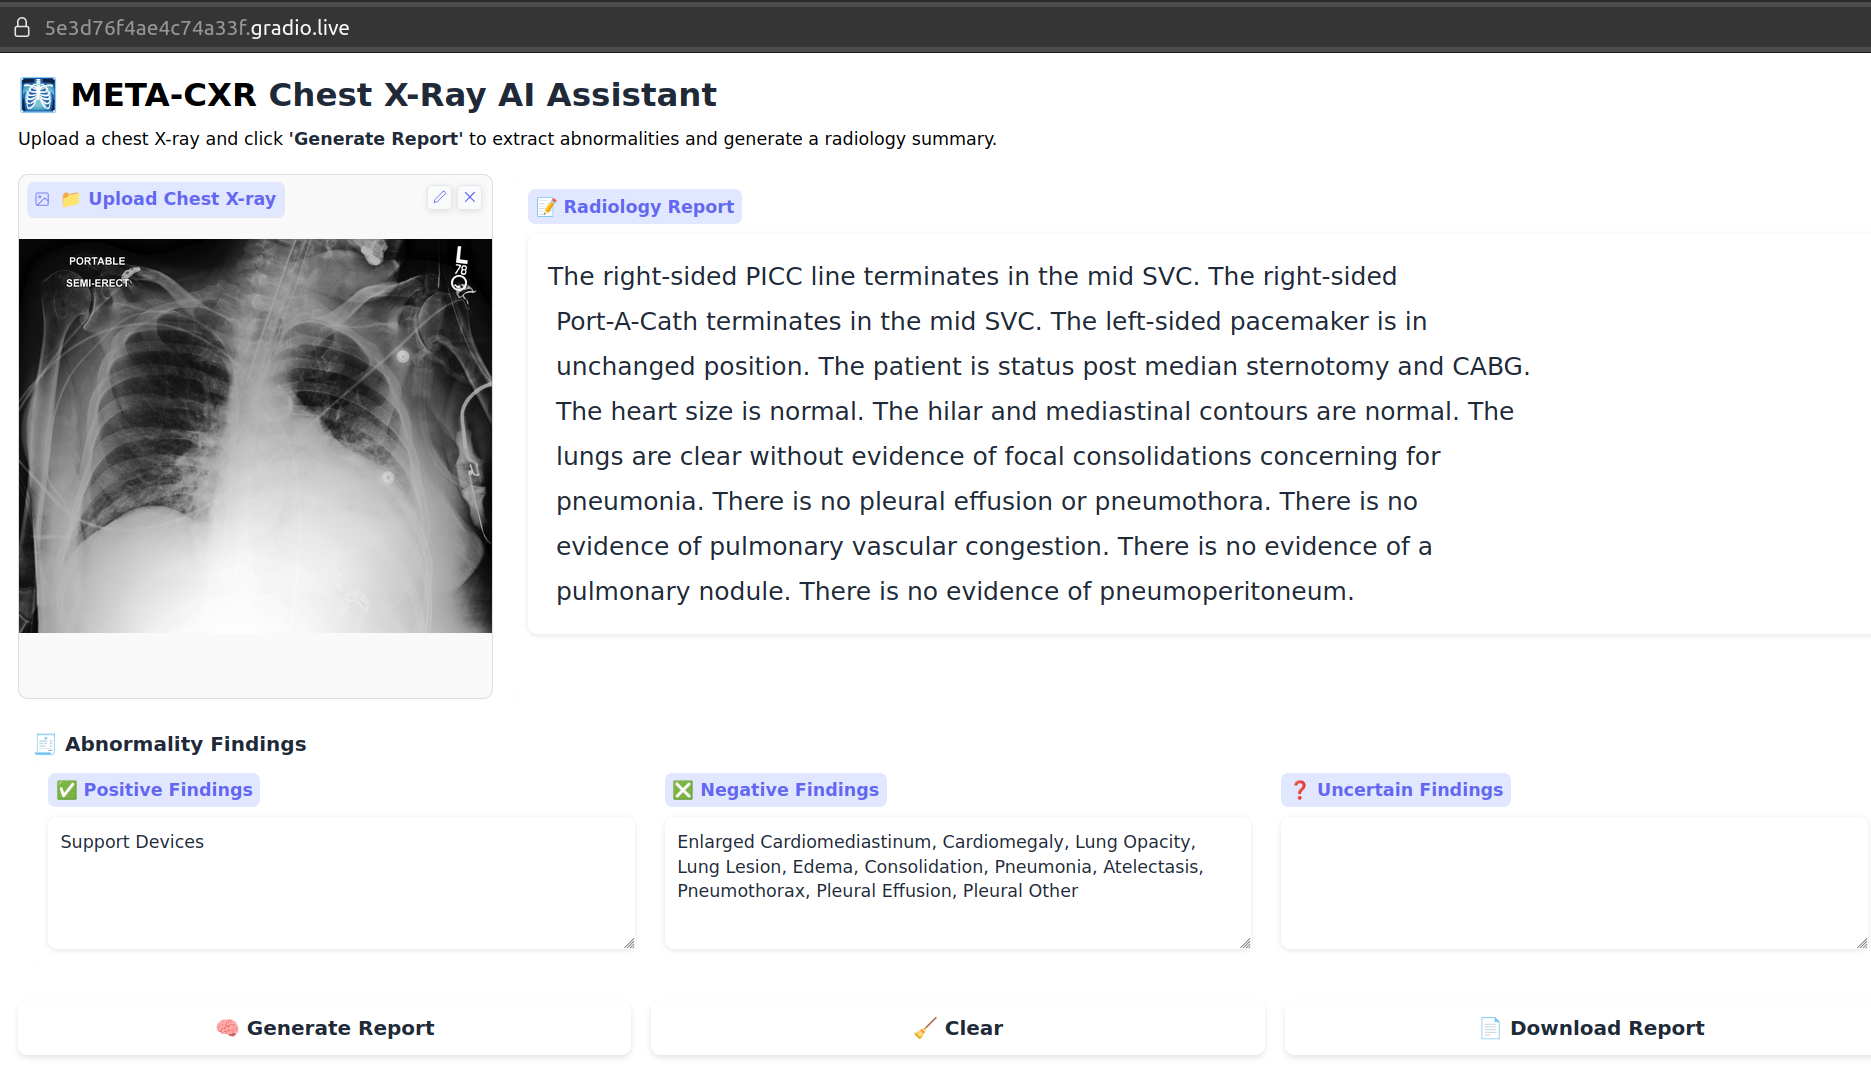 5e3d76f4ae4c74a33f.gradio.live
META-CXR Chest X-Ray AI Assistant
Upload a chest X-ray and click 'Generate Report' to extract abnormalities and generate a radiology summary.
Upload Chest X-ray
PORTABLE
SEMI-ERECT
L
78
Radiology Report
The right-sided PICC line terminates in the mid SVC. The right-sided
Port-A-Cath terminates in the mid SVC. The left-sided pacemaker is in
unchanged position. The patient is status post median sternotomy and CABG.
The heart size is normal. The hilar and mediastinal contours are normal. The
lungs are clear without evidence of focal consolidations concerning for
pneumonia. There is no pleural effusion or pneumothora. There is no
evidence of pulmonary vascular congestion. There is no evidence of a
pulmonary nodule. There is no evidence of pneumoperitoneum.
Abnormality Findings
Positive Findings
Support Devices
Negative Findings
Enlarged Cardiomediastinum, Cardiomegaly, Lung Opacity,
Lung Lesion, Edema, Consolidation, Pneumonia, Atelectasis,
Pneumothorax, Pleural Effusion, Pleural Other
Uncertain Findings
Generate Report
Clear
Download Report